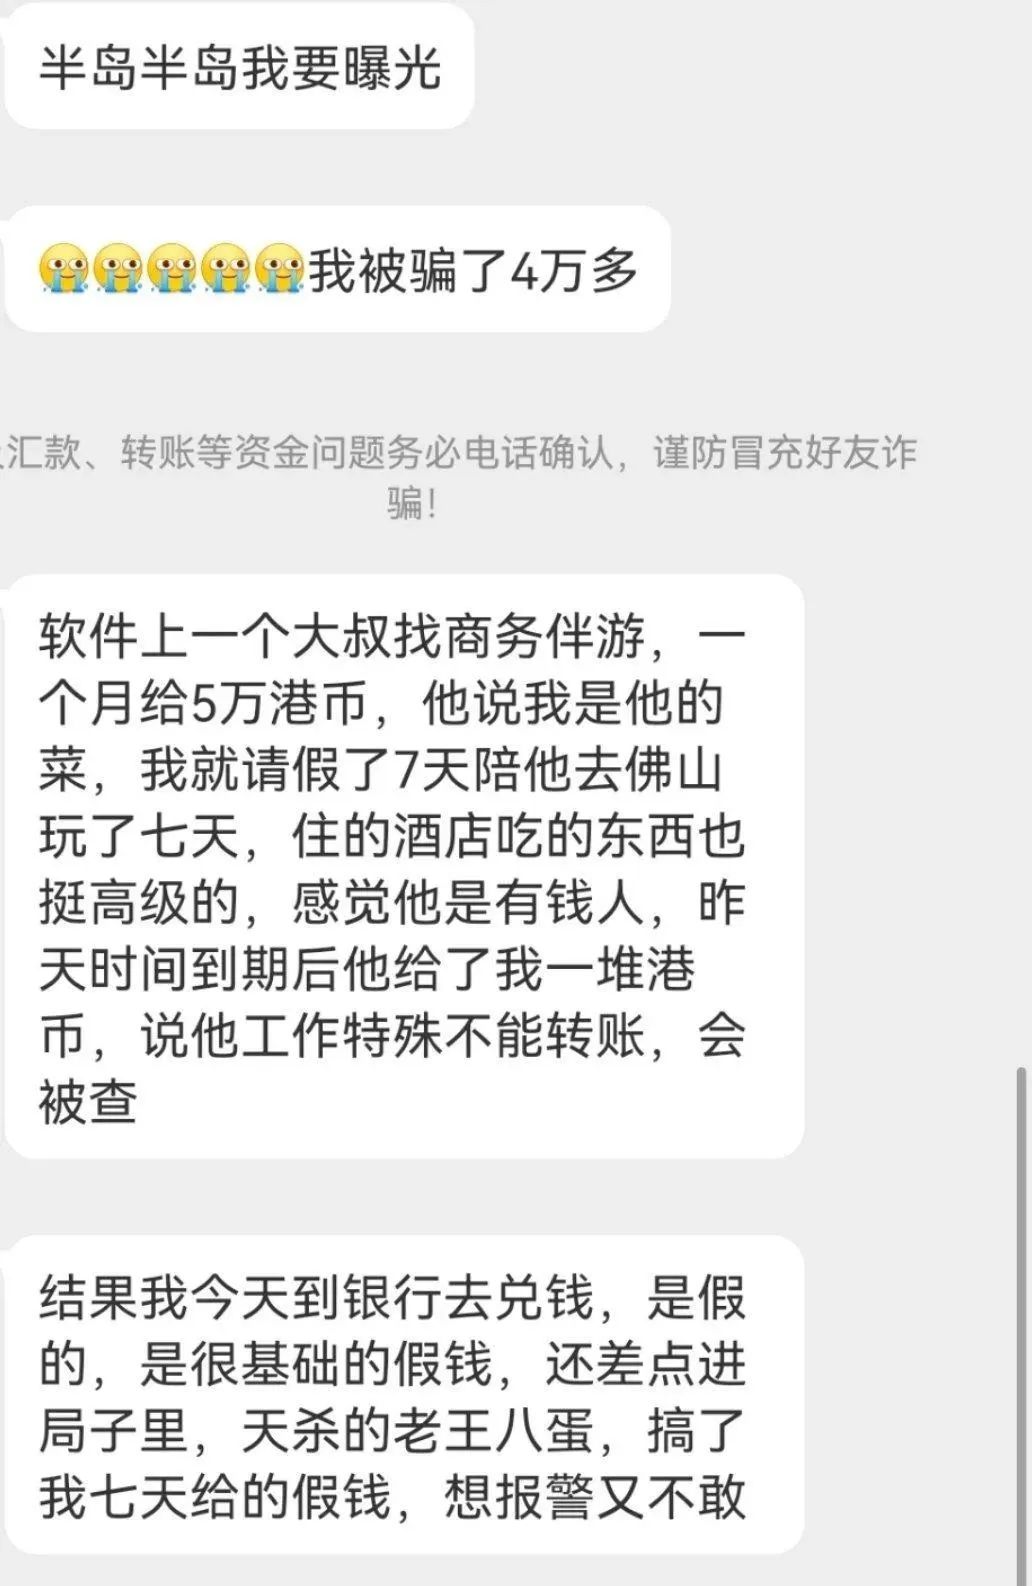 半岛半岛我要曝光
😭😭😭😭😭我被骗了4万多
汇款、转账等资金问题务必电话确认，谨防冒充好友诈
骗！
软件上一个大叔找商务伴游，一
个月给5万港币，他说我是他的
菜，我就请假了7天陪他去佛山
玩了七天，住的酒店吃的东西也
挺高级的，感觉他是有钱人，昨
天时间到期后他给了我一堆港
币，说他工作特殊不能转账，会
被查
结果我今天到银行去兑钱，是假
的，是很基础的假钱，还差点进
局子里，天杀的老王八蛋，搞了
我七天给的假钱，想报警又不敢